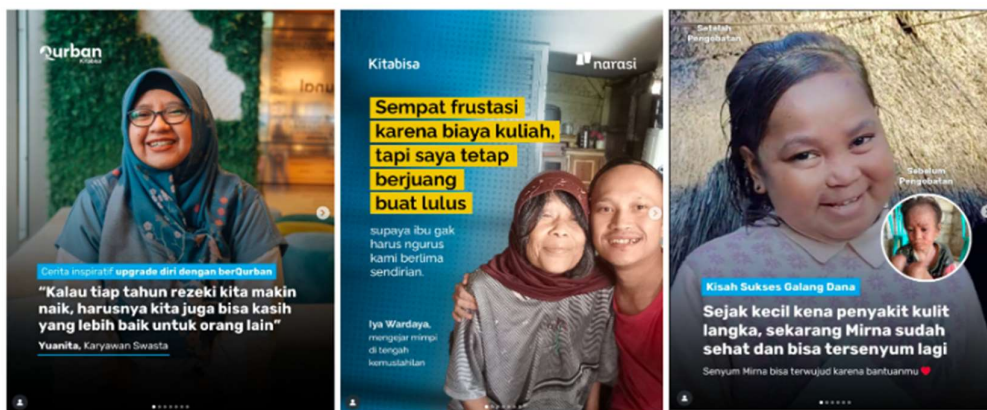 Qurban
Kitabisa
Cerita inspiratif upgrade diri dengan berQurban
“Kalau tiap tahun rezeki kita makin
naik, harusnya kita juga bisa kasih
yang lebih baik untuk orang lain”
Yuanita, Karyawan Swasta
Kitabisa
narasi
Sempat frustasi
karena biaya kuliah,
tapi saya tetap
berjuang
buat lulus
supaya ibu gak
harus ngurus
kami berlima
sendirian.
Iya Wardaya,
mengejar mimpi
di tengah
kemustahilan
Setelah
Pengobatan
Sebelum
Pengobatan
Kisah Sukses Galang Dana
Sejak kecil kena penyakit kulit
langka, sekarang Mirna sudah
sehat dan bisa tersenyum lagi
Senyum Mirna bisa terwujud karena bantuanmu ❤